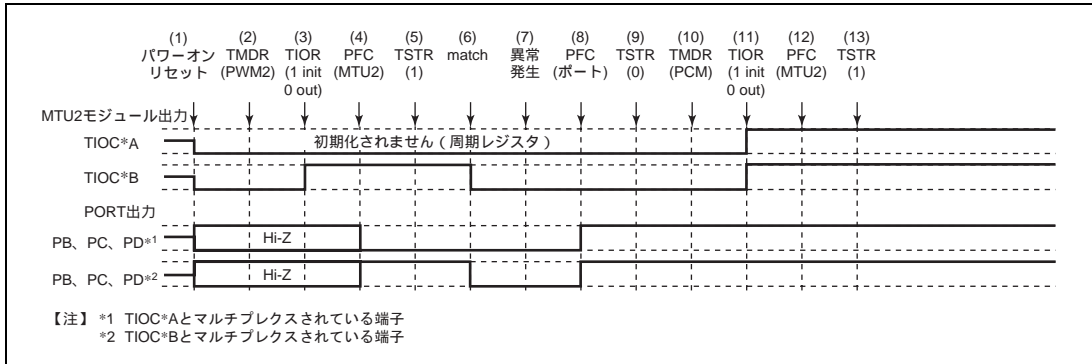 (1) (2) (3) (4) (5) (6) (7) (8) (9) (10) (11) (12) (13)
パワーオン TMDR TIOR PFC TSTR match 異常 PFC TSTR TMDR TIOR PFC TSTR
リセット (PWM2) (1 init (MTU2) (1) 発生 (ポート) (0) (PCM) (1 init (MTU2) (1)
0 out) 0 out)
MTU2モジュール出力
TIOC*A 初期化されません（周期レジスタ）
TIOC*B
PORT出力
PB、PC、PD*1 Hi-Z
PB、PC、PD*2 Hi-Z
【注】 *1 TIOC*Aとマルチプレクスされている端子
*2 TIOC*Bとマルチプレクスされている端子